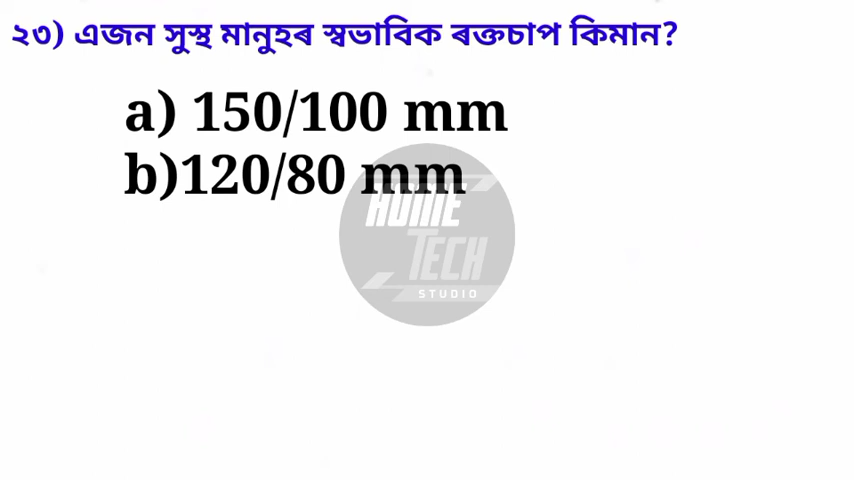 ২৩) এজন সুস্থ মানুহৰ স্বভাবিক ৰক্তচাপ কিমান?
a) 150/100 mm
b)120/80 mm
HOME
TECH
STUDIO